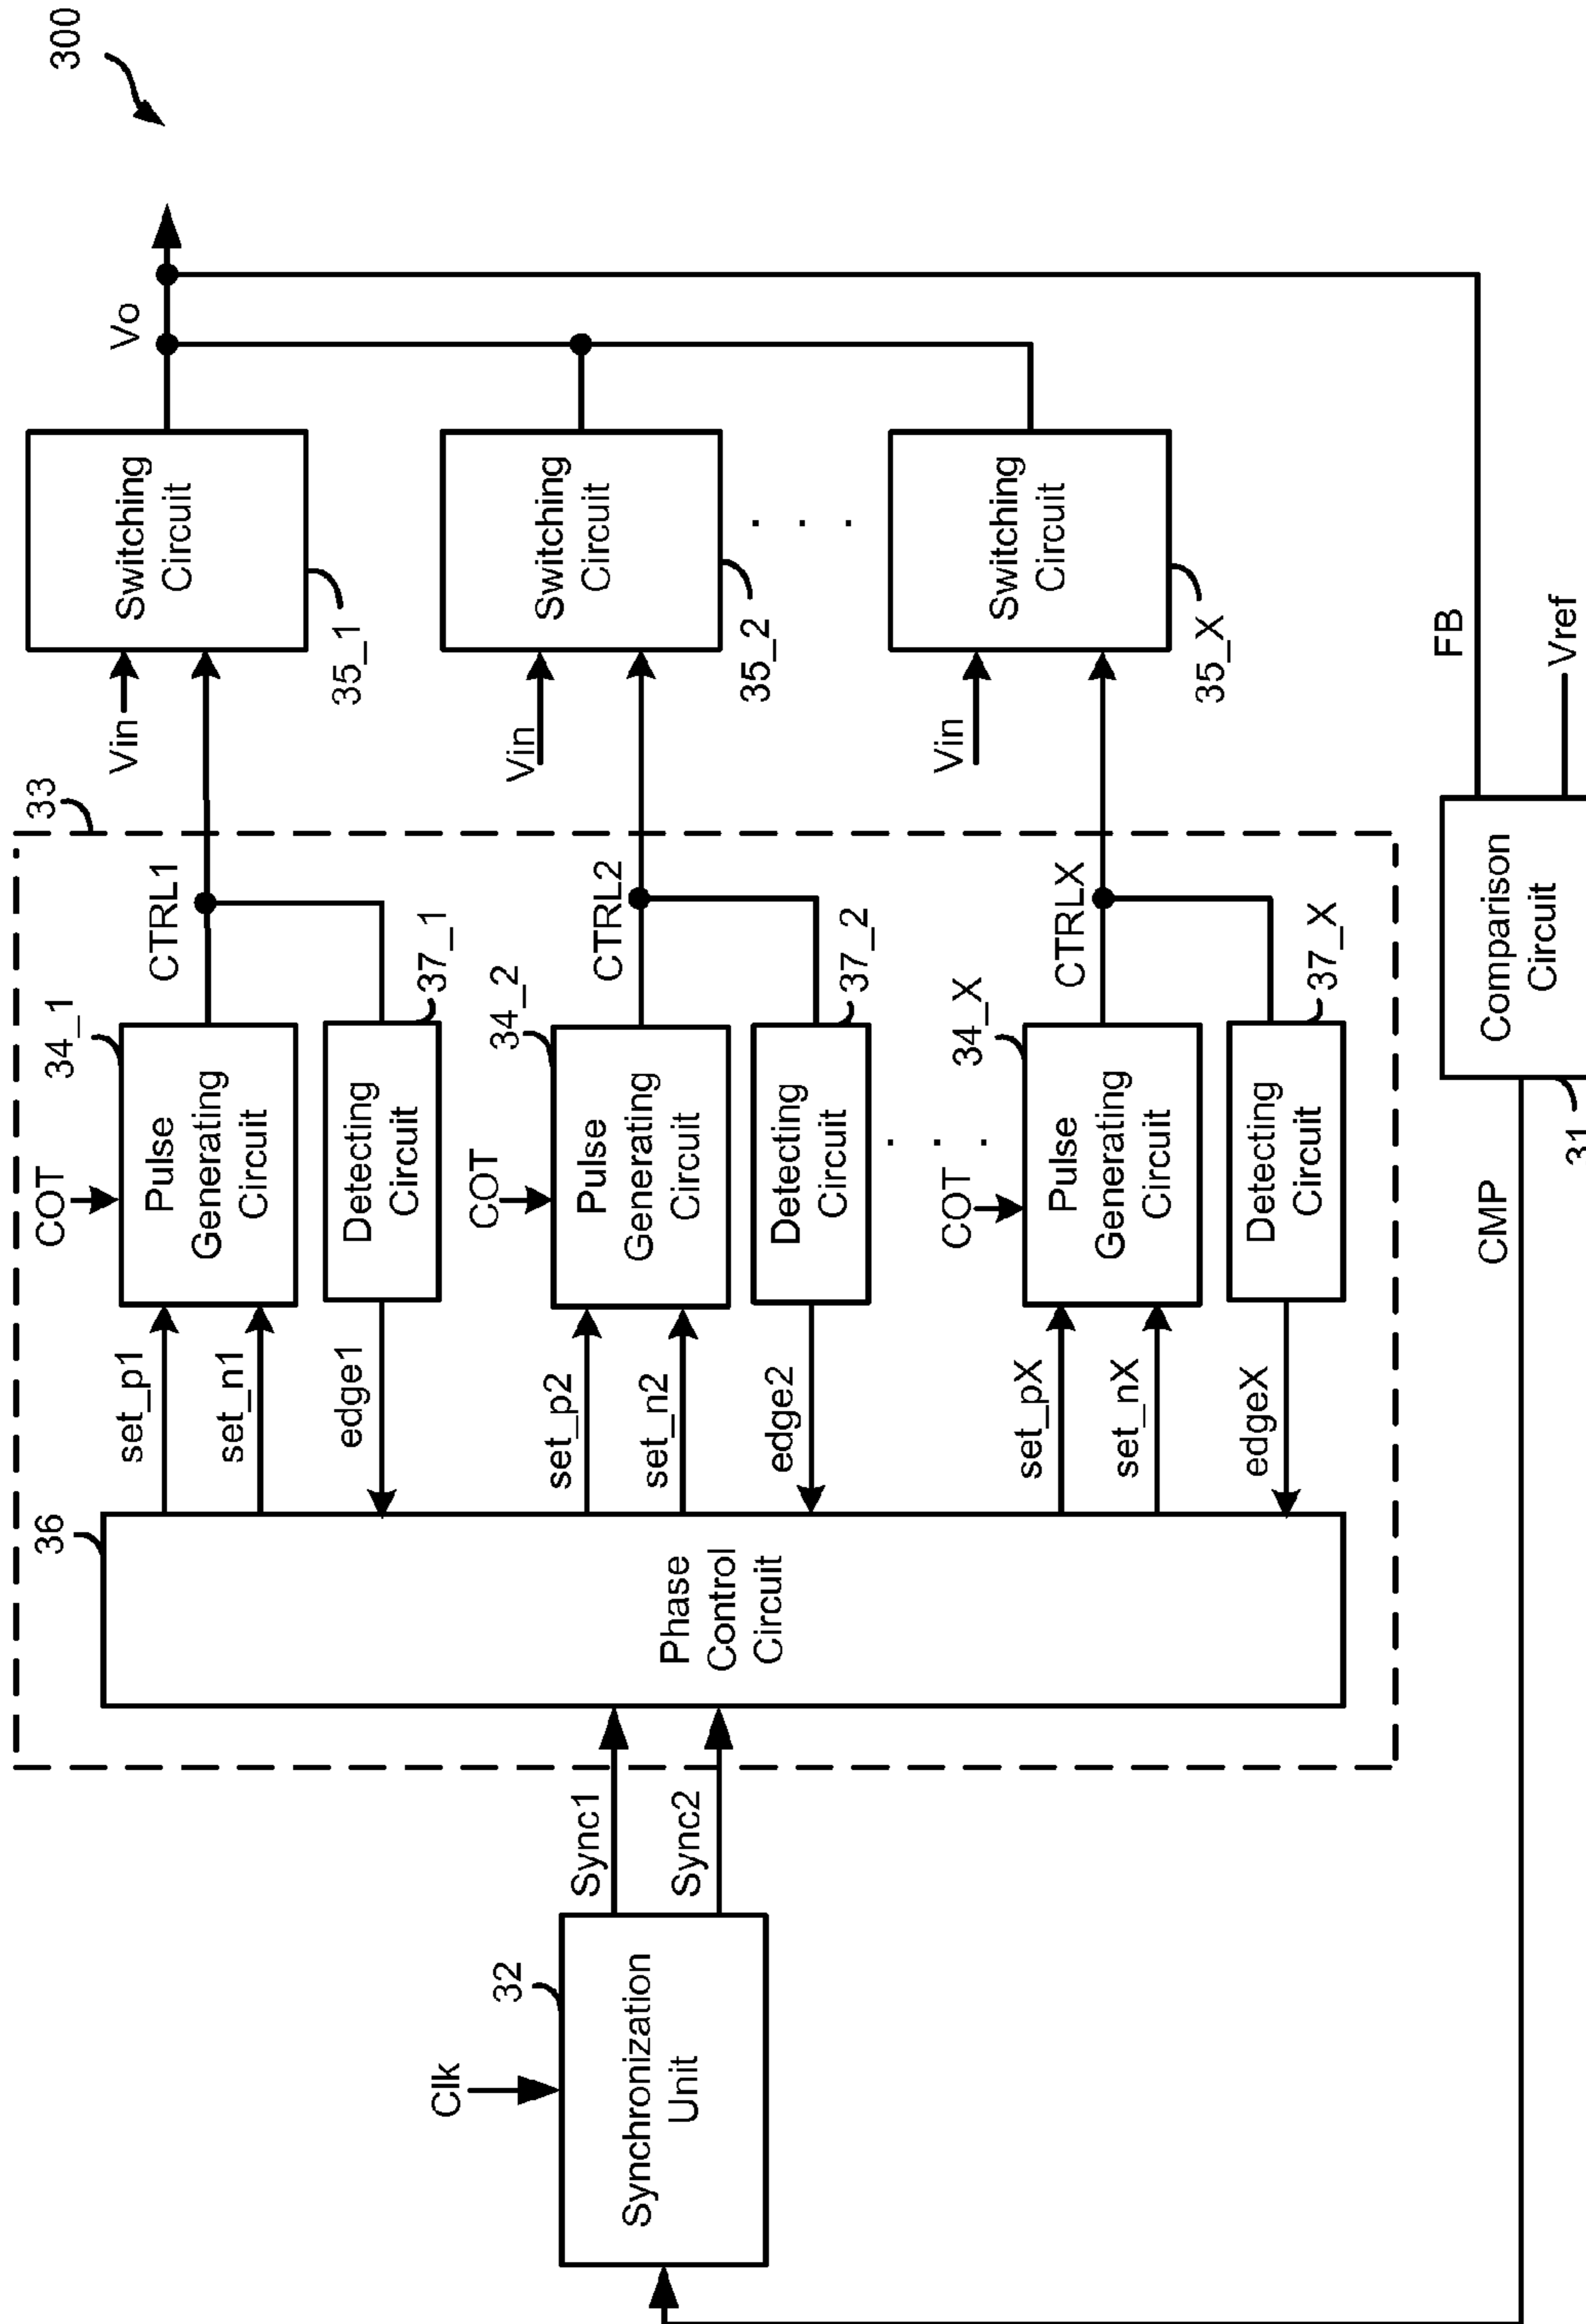 300
Vo
Switching
Circuit
35_1
Vin
Switching
Circuit
35_2
Vin
. . .
Switching
Circuit
35_X
Vin
33
CTRL1
34_1
COT
Pulse
Generating
Circuit
Detecting
Circuit
37_1
set_p1
set_n1
edge1
CTRL2
34_2
COT
Pulse
Generating
Circuit
Detecting
Circuit
37_2
set_p2
set_n2
edge2
. . .
CTRLX
34_X
COT
Pulse
Generating
Circuit
Detecting
Circuit
37_X
set_pX
set_nX
edgeX
36
Phase
Control
Circuit
Sync1
Sync2
32
Clk
Synchronization
Unit
FB
Vref
Comparison
Circuit
31
CMP